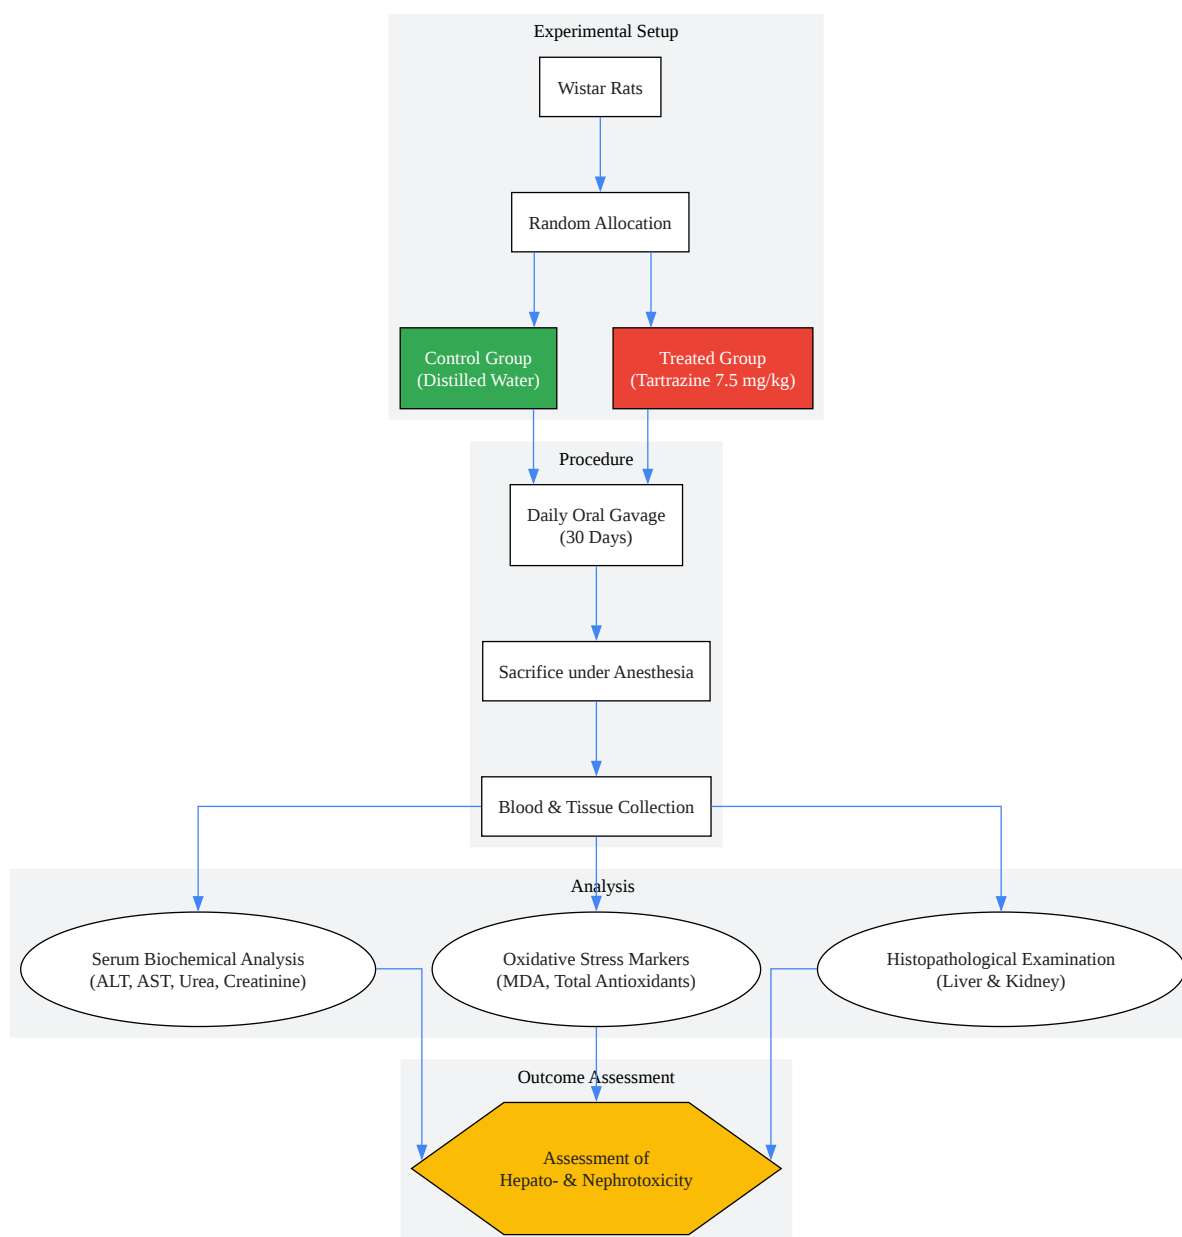 Experimental Setup
Wistar Rats
Random Allocation
Control Group
(Distilled Water)
Treated Group
(Tartrazine 7.5 mg/kg)
Procedure
Daily Oral Gavage
(30 Days)
Sacrifice under Anesthesia
Blood & Tissue Collection
Analysis
Serum Biochemical Analysis
(ALT, AST, Urea, Creatinine)
Oxidative Stress Markers
(MDA, Total Antioxidants)
Histopathological Examination
(Liver & Kidney)
Outcome Assessment
Assessment of
Hepato- & Nephrotoxicity